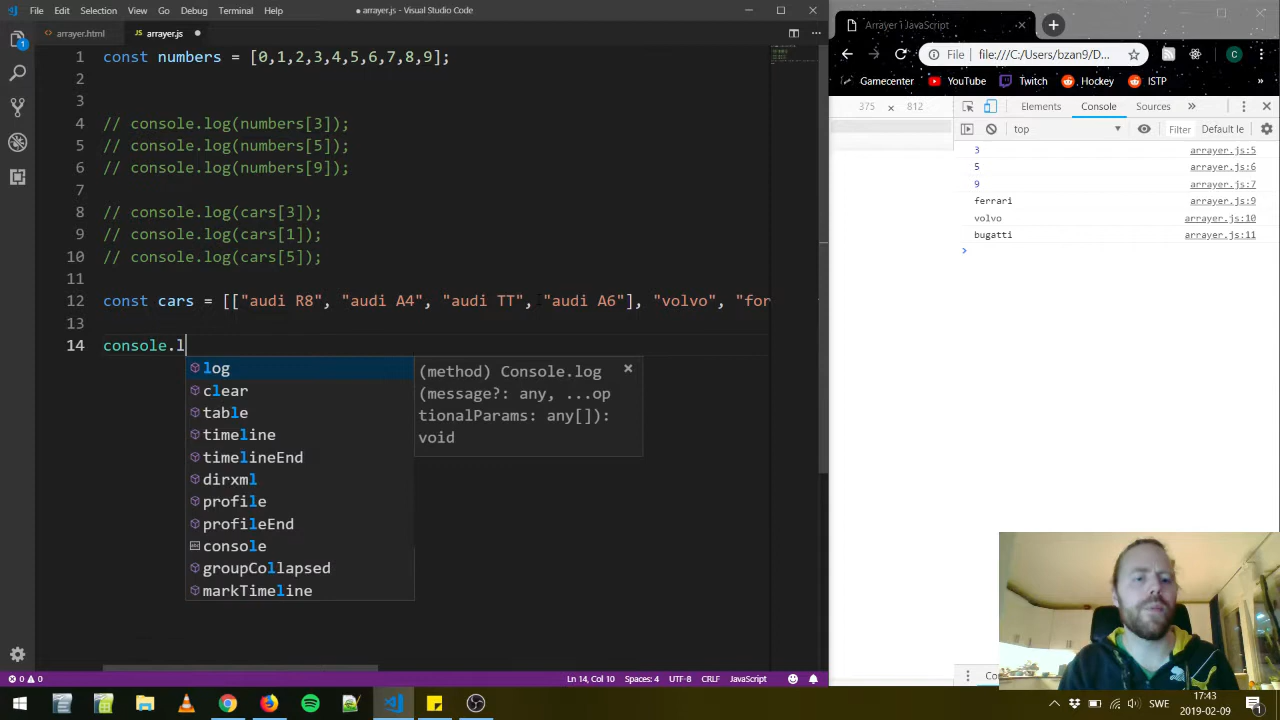 File Edit Selection View Go Debug Terminal Help
● arrayer.js - Visual Studio Code
arrayer.html
JS arrayer.js ●
1 const numbers = [0,1,2,3,4,5,6,7,8,9];
2
3
4 // console.log(numbers[3]);
5 // console.log(numbers[5]);
6 // console.log(numbers[9]);
7
8 // console.log(cars[3]);
9 // console.log(cars[1]);
10 // console.log(cars[5]);
11
12 const cars = [["audi R8", "audi A4", "audi TT", "audi A6"], "volvo", "for
13
14 console.l
log
clear
table
timeline
timelineEnd
dirxml
profile
profileEnd
console
groupCollapsed
markTimeline
(method) Console.log
(message?: any, ...op
tionalParams: any[]):
void
0 0
Ln 14, Col 10 Spaces: 4 UTF-8 CRLF JavaScript
Arrayer i JavaScript
File file:///C:/Users/bzan9/D...
C
Gamecenter YouTube Twitch Hockey ISTP
375 x 812
Elements Console Sources »
top Filter Default le
3 arrayer.js:5
5 arrayer.js:6
9 arrayer.js:7
ferrari arrayer.js:9
volvo arrayer.js:10
bugatti arrayer.js:11
>
1
SWE
17:43
2019-02-09